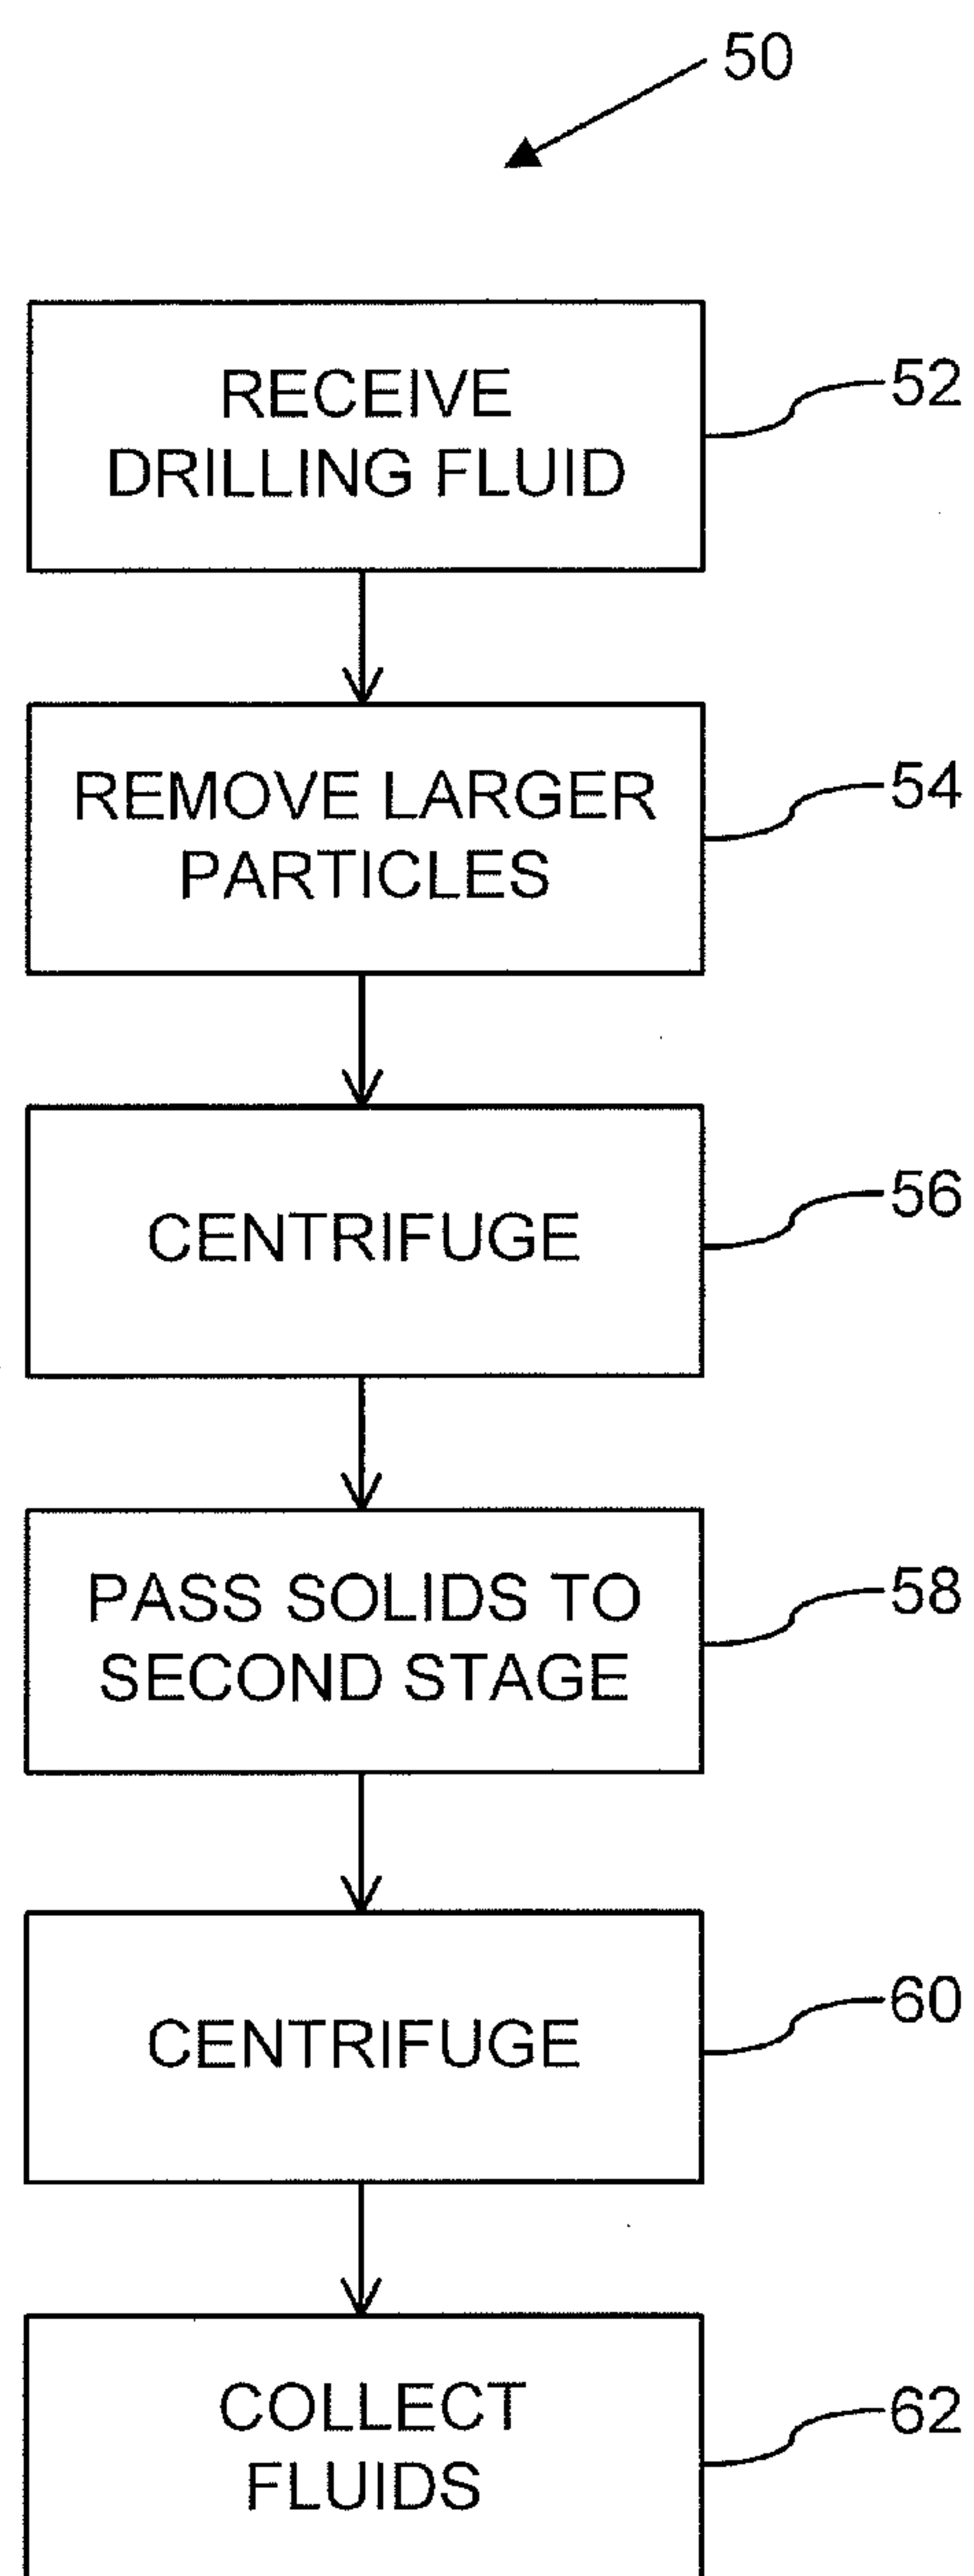 50
RECEIVE
DRILLING FLUID
52
REMOVE LARGER
PARTICLES
54
CENTRIFUGE
56
PASS SOLIDS TO
SECOND STAGE
58
CENTRIFUGE
60
COLLECT
FLUIDS
62